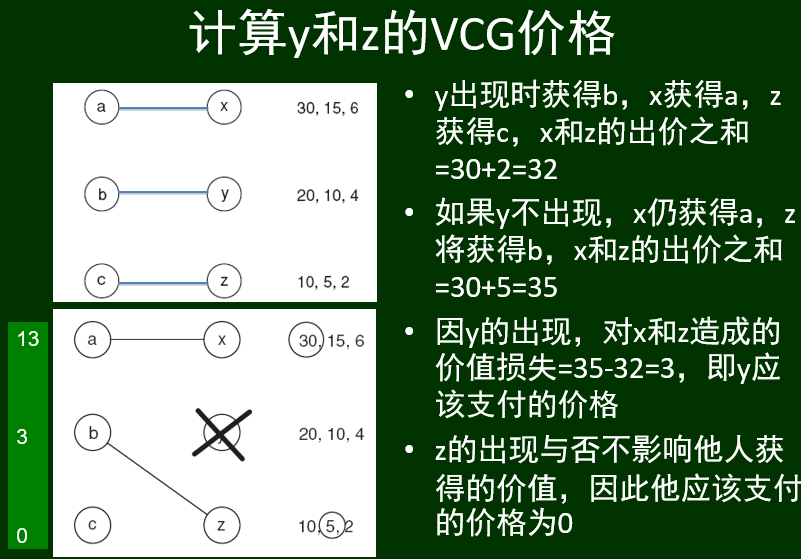 计算y和z的VCG价格
a x 30, 15, 6
b y 20, 10, 4
c z 10, 5, 2
13 a x 30, 15, 6
3 b 20, 10, 4
0 c z 10, 5, 2
• y出现时获得b，x获得a，z
获得c，x和z的出价之和
=30+2=32
• 如果y不出现，x仍获得a，z
将获得b，x和z的出价之和
=30+5=35
• 因y的出现，对x和z造成的
价值损失=35-32=3，即y应
该支付的价格
• z的出现与否不影响他人获
得的价值，因此他应该支付
的价格为0